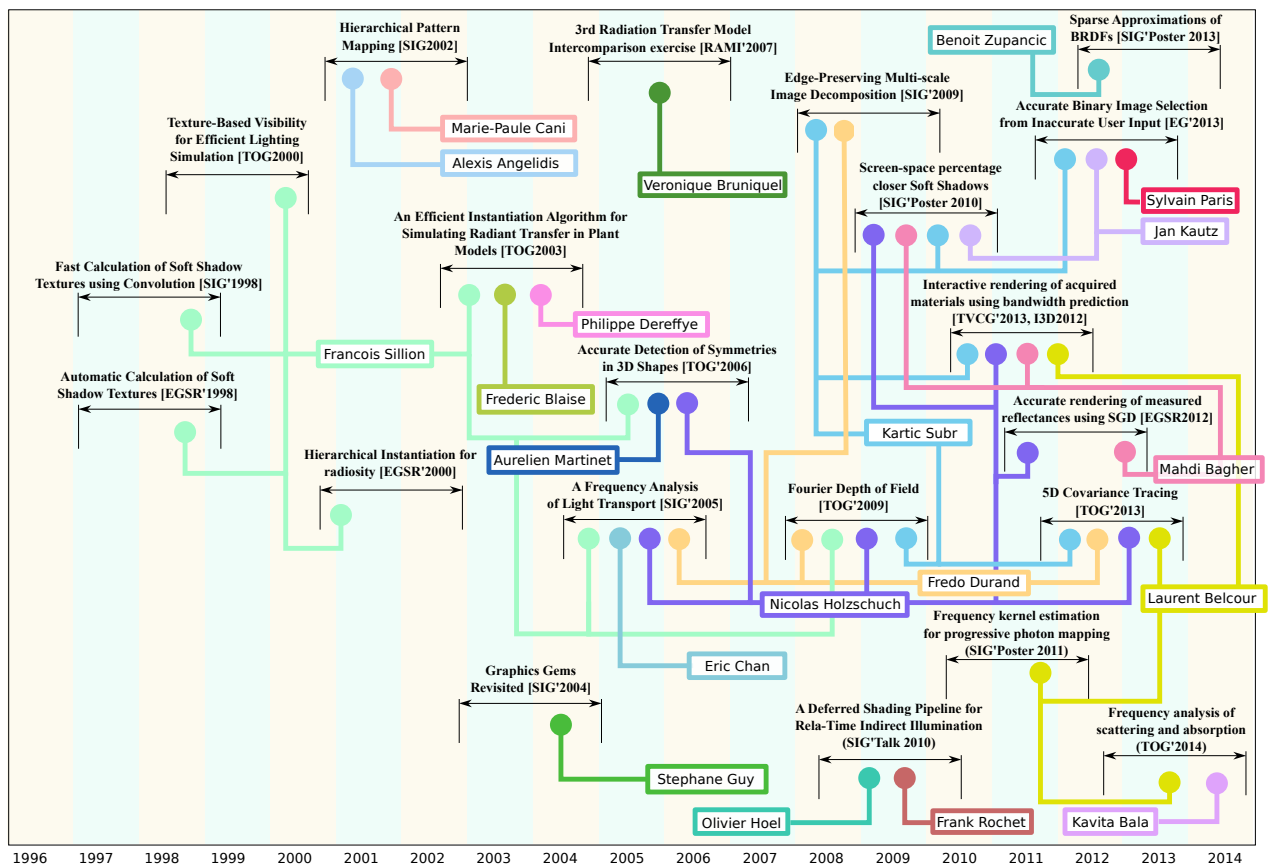 Hierarchical Pattern
Mapping [SIG2002]
3rd Radiation Transfer Model
Intercomparison exercise [RAMI'2007]
Benoit Zupancic
Sparse Approximations of
BRDFs [SIG'Poster 2013]
Edge-Preserving Multi-scale
Image Decomposition [SIG'2009]
Accurate Binary Image Selection
from Inaccurate User Input [EG'2013]
Texture-Based Visibility
for Efficient Lighting
Simulation [TOG2000]
Marie-Paule Cani
Alexis Angelidis
Veronique Bruniquel
Screen-space percentage
closer Soft Shadows
[SIG'Poster 2010]
Sylvain Paris
Jan Kautz
An Efficient Instantiation Algorithm for
Simulating Radiant Transfer in Plant
Models [TOG2003]
Fast Calculation of Soft Shadow
Textures using Convolution [SIG'1998]
Interactive rendering of acquired
materials using bandwidth prediction
[TVCG'2013, I3D2012]
Philippe Dereffye
Francois Sillion
Accurate Detection of Symmetries
in 3D Shapes [TOG'2006]
Automatic Calculation of Soft
Shadow Textures [EGSR'1998]
Frederic Blaise
Accurate rendering of measured
reflectances using SGD [EGSR2012]
Kartic Subr
Hierarchical Instantiation for
radiosity [EGSR'2000]
Aurelien Martinet
Mahdi Bagher
A Frequency Analysis
of Light Transport [SIG'2005]
Fourier Depth of Field
[TOG'2009]
5D Covariance Tracing
[TOG'2013]
Fredo Durand
Nicolas Holzschuch
Laurent Belcour
Frequency kernel estimation
for progressive photon mapping
(SIG'Poster 2011)
Eric Chan
Graphics Gems
Revisited [SIG'2004]
A Deferred Shading Pipeline for
Rela-Time Indirect Illumination
(SIG'Talk 2010)
Frequency analysis of
scattering and absorption
(TOG'2014)
Stephane Guy
Olivier Hoel
Frank Rochet
Kavita Bala
1996 1997 1998 1999 2000 2001 2002 2003 2004 2005 2006 2007 2008 2009 2010 2011 2012 2013 2014